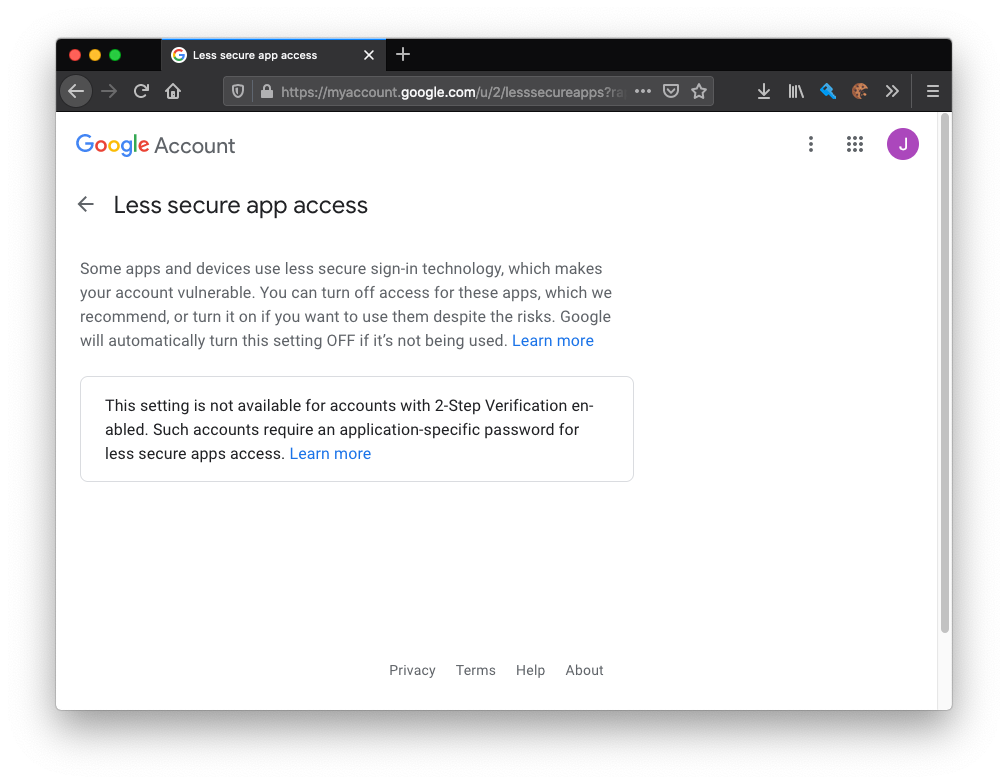 Less secure app access
https://myaccount.google.com/u/2/lesssecureapps?ra
Google Account
J
Less secure app access
Some apps and devices use less secure sign-in technology, which makes
your account vulnerable. You can turn off access for these apps, which we
recommend, or turn it on if you want to use them despite the risks. Google
will automatically turn this setting OFF if it’s not being used. Learn more
This setting is not available for accounts with 2-Step Verification en-
abled. Such accounts require an application-specific password for
less secure apps access. Learn more
Privacy Terms Help About